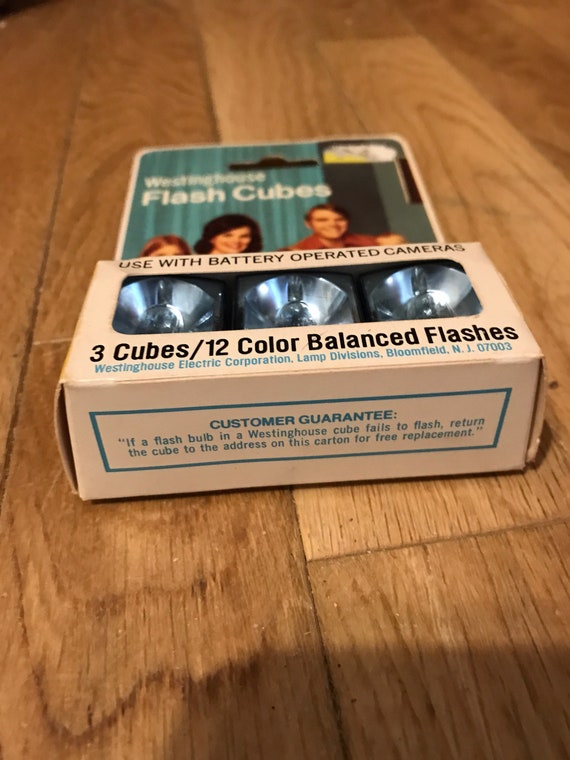 Westinghouse
Flash Cubes
USE WITH BATTERY OPERATED CAMERAS
3 Cubes/12 Color Balanced Flashes
Westinghouse Electric Corporation, Lamp Divisions, Bloomfield, N. J. 07003
CUSTOMER GUARANTEE:
"If a flash bulb in a Westinghouse cube fails to flash, return
the cube to the address on this carton for free replacement."